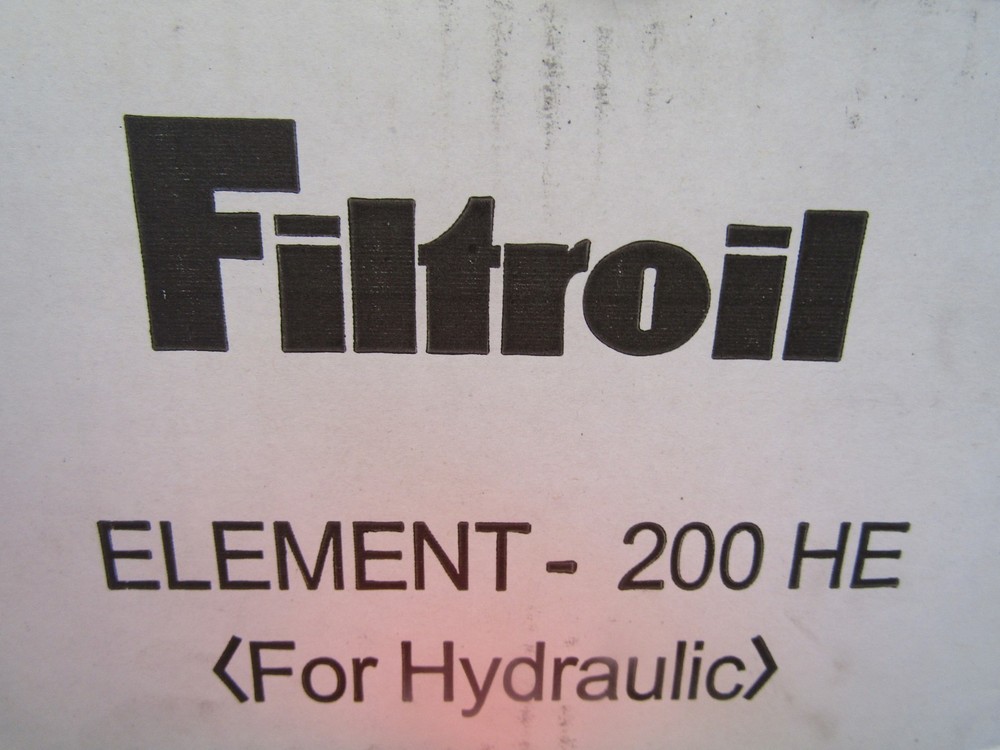 Filtroil
ELEMENT - 200 HE
〈For Hydraulic〉